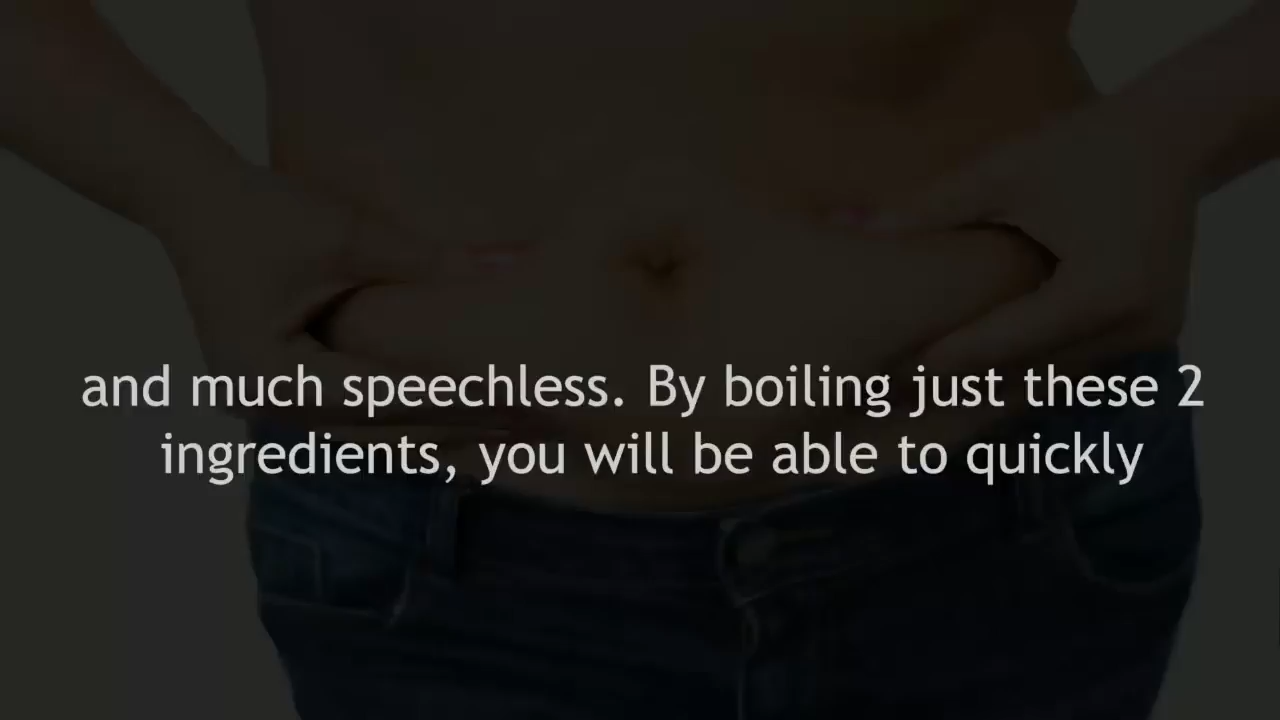 and much speechless. By boiling just these 2
ingredients, you will be able to quickly